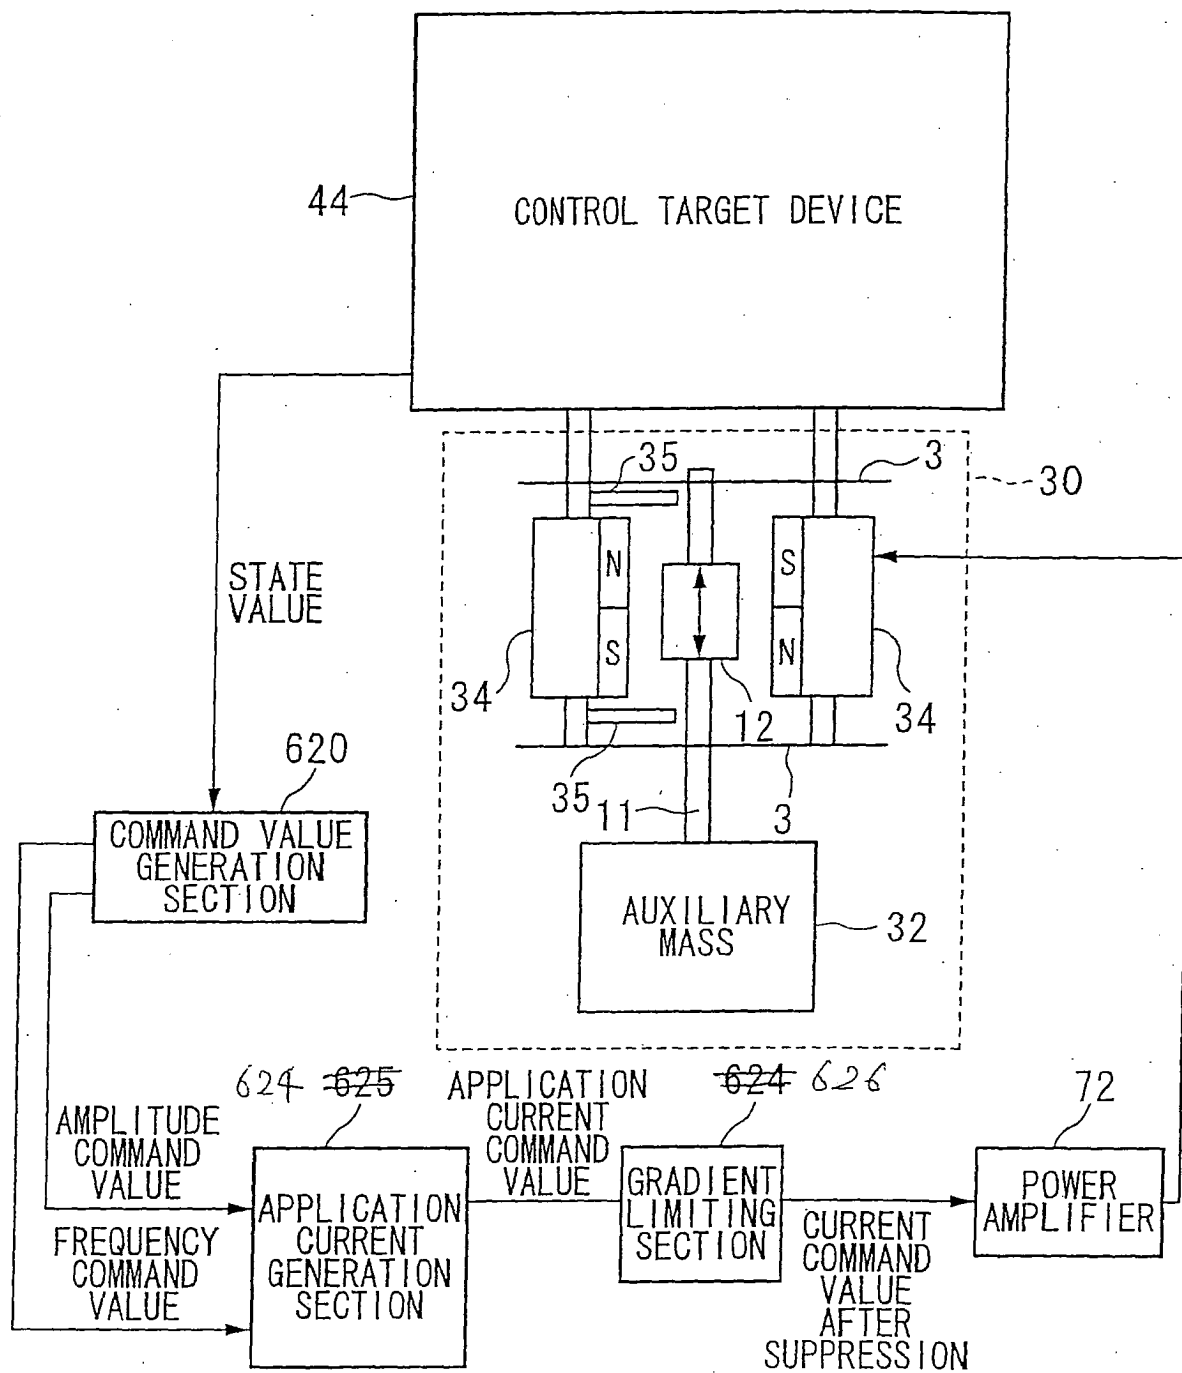 44
CONTROL TARGET DEVICE
35
3
30
N
S
S
N
STATE
VALUE
34
12
34
620
35
11
3
COMMAND VALUE
GENERATION
SECTION
AUXILIARY
MASS
32
624 625
APPLICATION
CURRENT
COMMAND
VALUE
624 626
72
AMPLITUDE
COMMAND
VALUE
FREQUENCY
COMMAND
VALUE
APPLICATION
CURRENT
GENERATION
SECTION
GRADIENT
LIMITING
SECTION
CURRENT
COMMAND
VALUE
AFTER
SUPPRESSION
POWER
AMPLIFIER